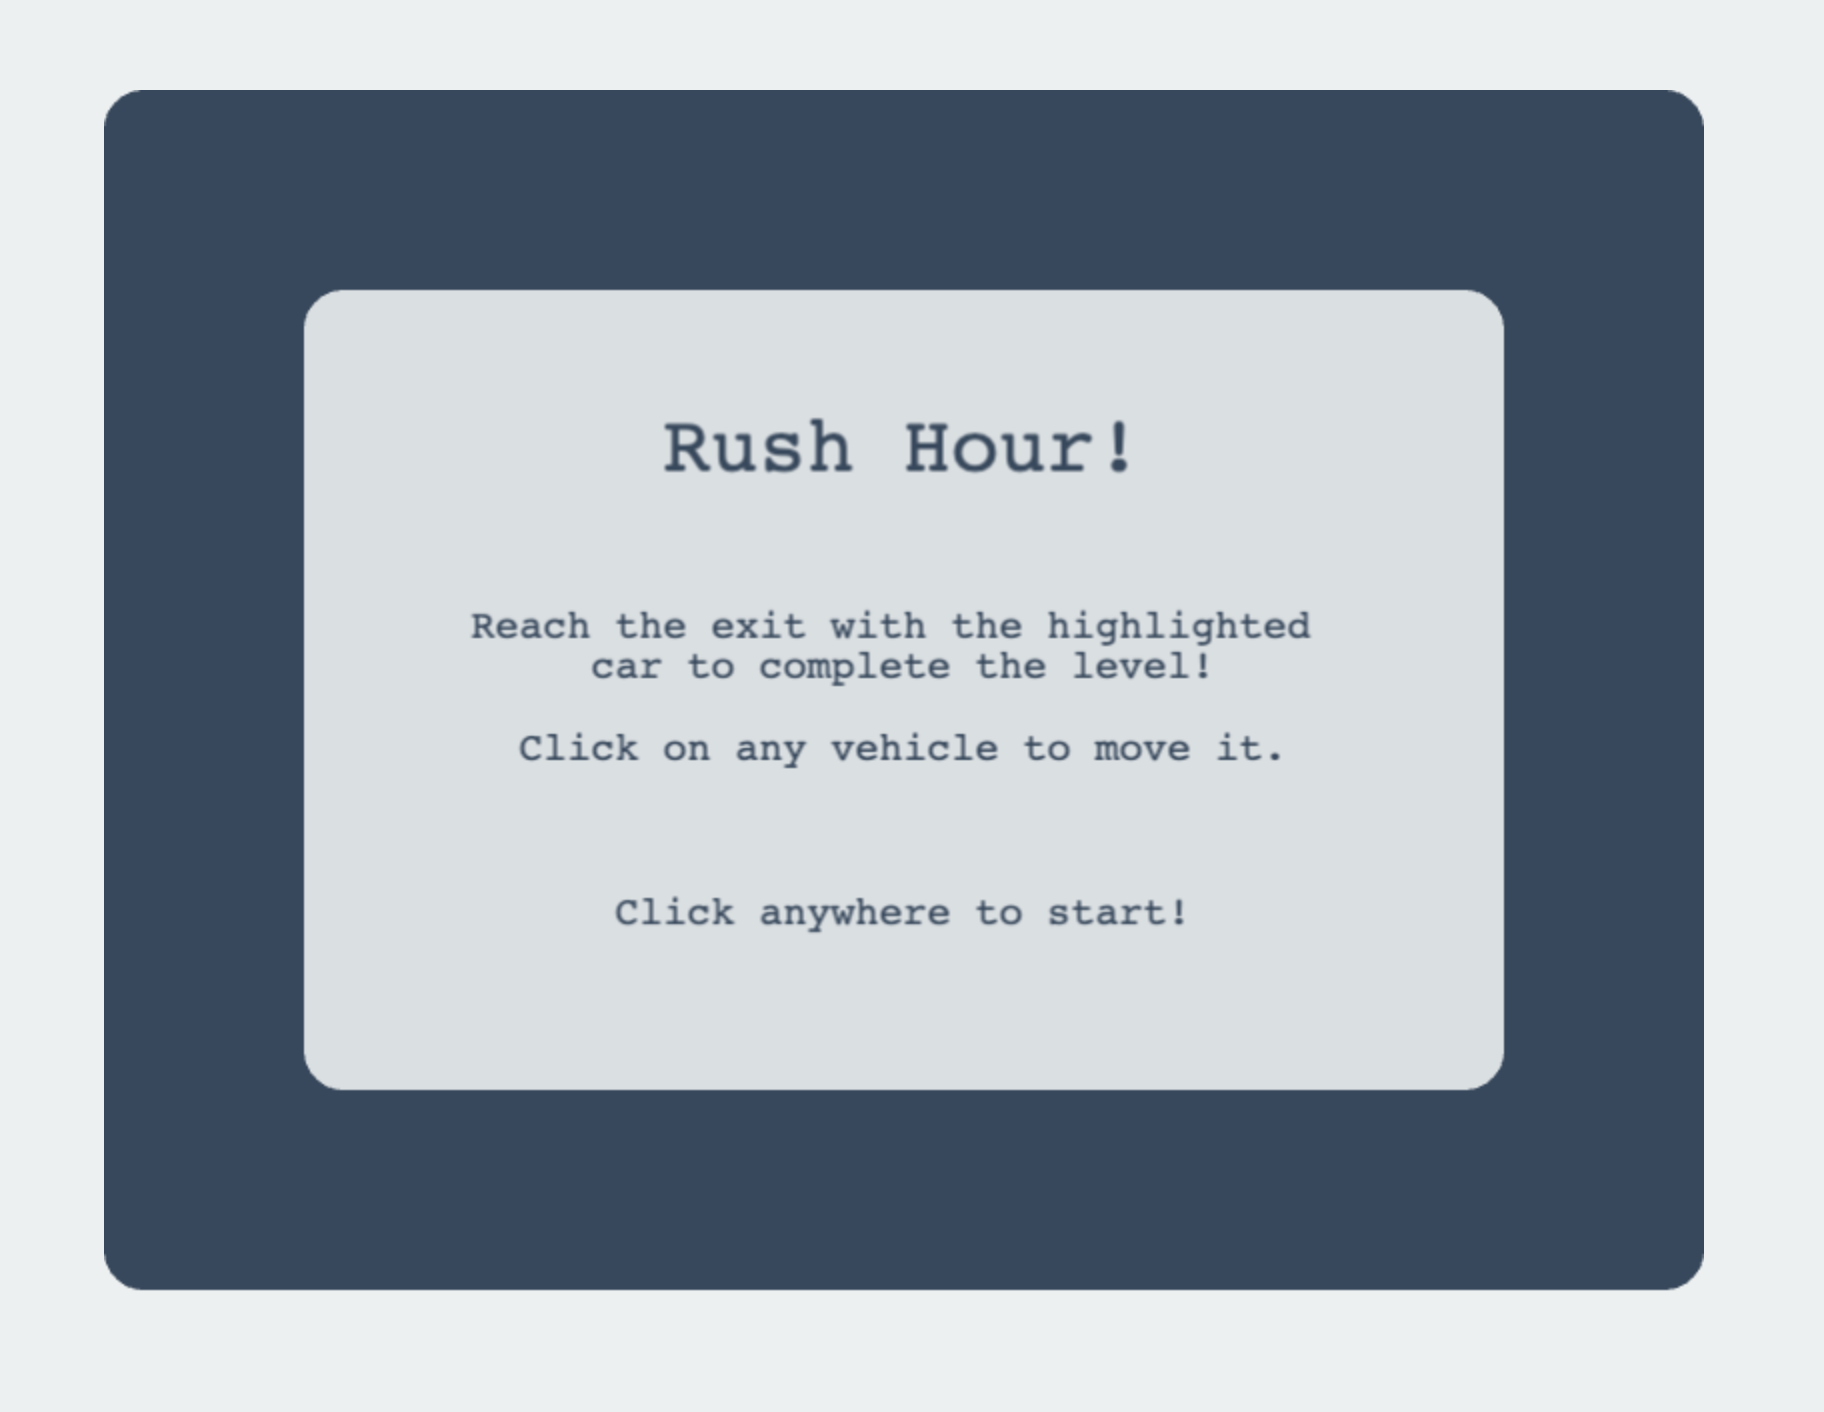 Rush Hour!
Reach the exit with the highlighted
car to complete the level!
Click on any vehicle to move it.
Click anywhere to start!